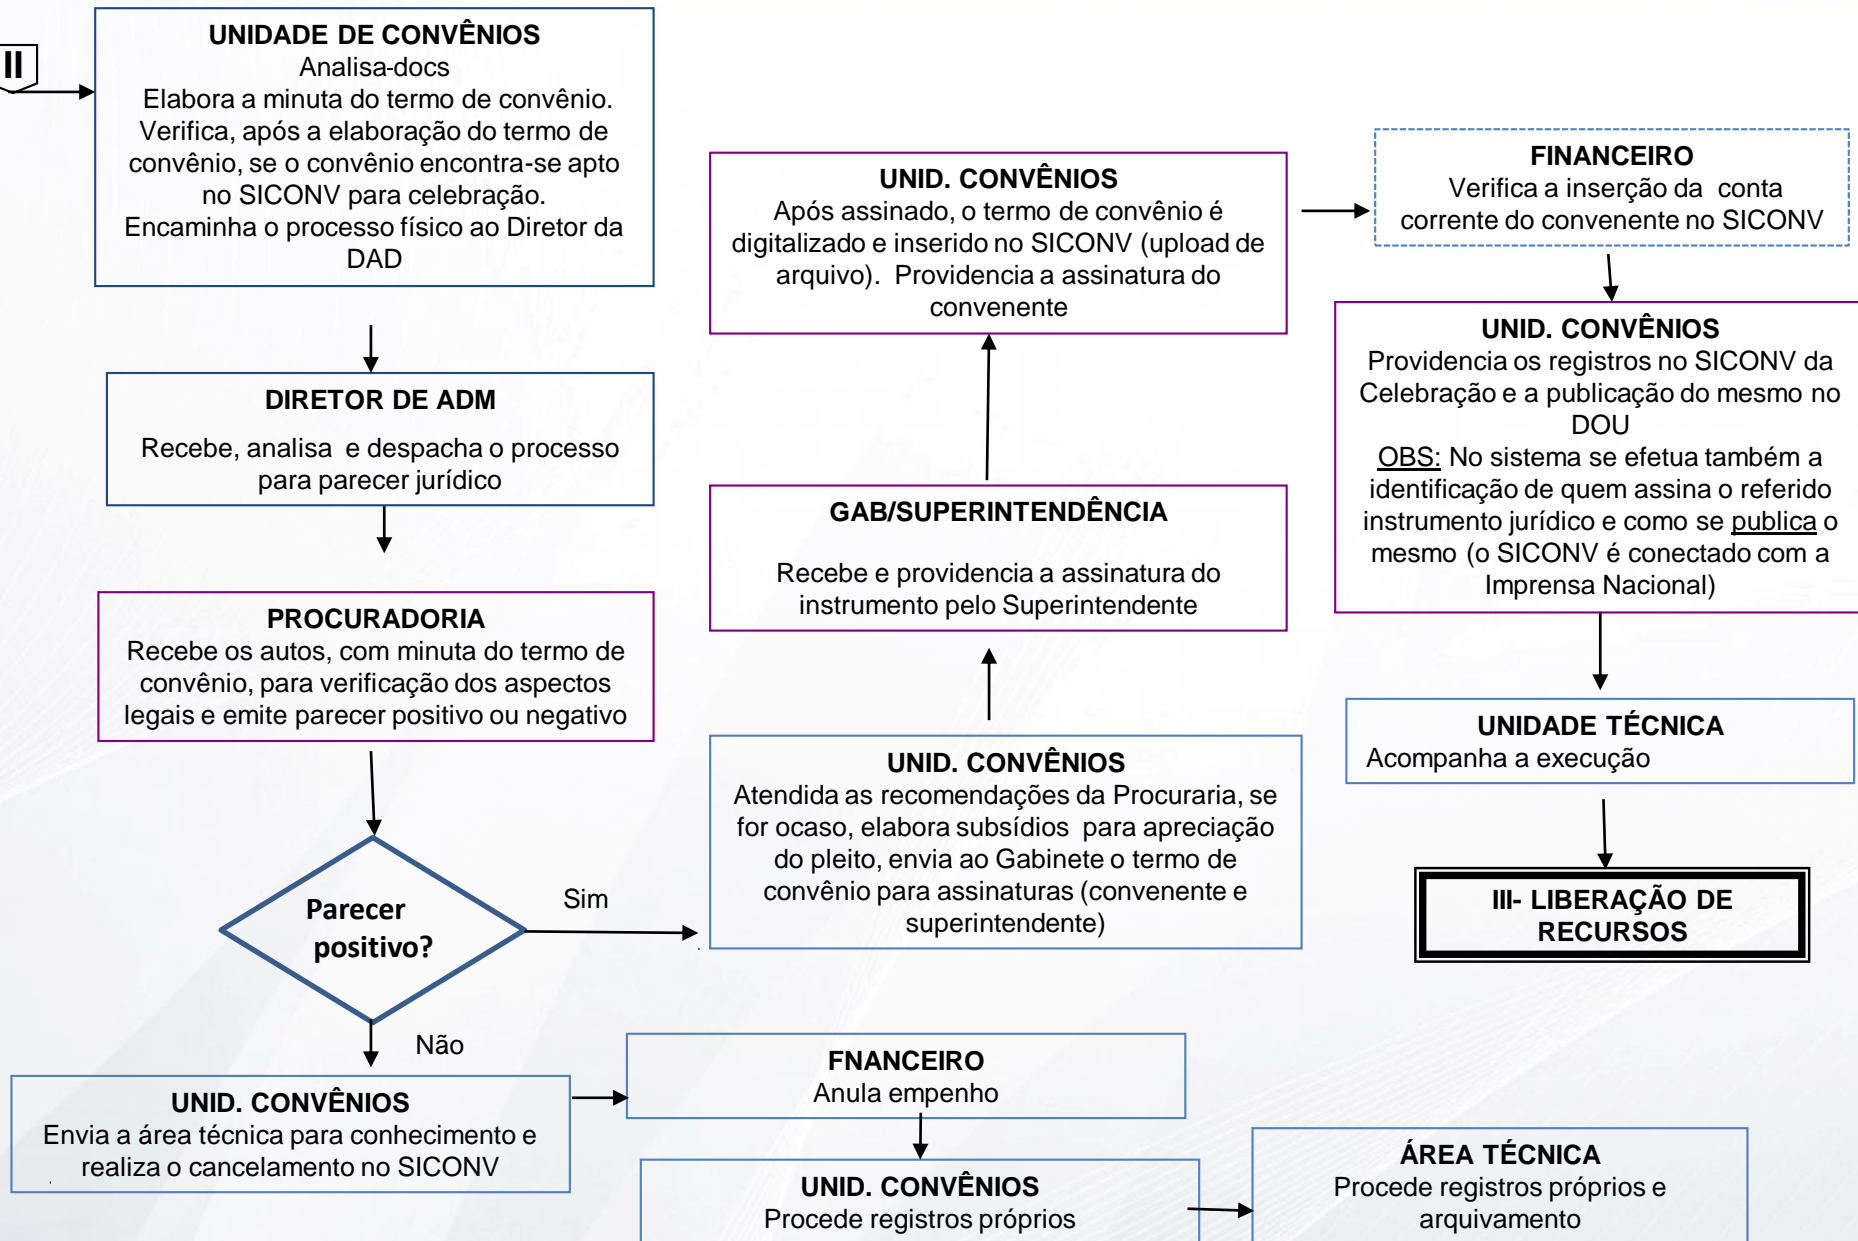 II
UNIDADE DE CONVÊNIOS
Analisa-docs
Elabora a minuta do termo de convênio.
Verifica, após a elaboração do termo de
convênio, se o convênio encontra-se apto
no SICONV para celebração.
Encaminha o processo físico ao Diretor da
DAD
DIRETOR DE ADM
Recebe, analisa e despacha o processo
para parecer jurídico
PROCURADORIA
Recebe os autos, com minuta do termo de
convênio, para verificação dos aspectos
legais e emite parecer positivo ou negativo
Parecer
positivo?
Sim
Não
UNID. CONVÊNIOS
Atendida as recomendações da Procuraria, se
for ocaso, elabora subsídios para apreciação
do pleito, envia ao Gabinete o termo de
convênio para assinaturas (convenente e
superintendente)
GAB/SUPERINTENDÊNCIA
Recebe e providencia a assinatura do
instrumento pelo Superintendente
UNID. CONVÊNIOS
Após assinado, o termo de convênio é
digitalizado e inserido no SICONV (upload de
arquivo). Providencia a assinatura do
convenente
FINANCEIRO
Verifica a inserção da conta
corrente do convenente no SICONV
UNID. CONVÊNIOS
Providencia os registros no SICONV da
Celebração e a publicação do mesmo no
DOU
OBS: No sistema se efetua também a
identificação de quem assina o referido
instrumento jurídico e como se publica o
mesmo (o SICONV é conectado com a
Imprensa Nacional)
UNIDADE TÉCNICA
Acompanha a execução
III- LIBERAÇÃO DE
RECURSOS
UNID. CONVÊNIOS
Envia a área técnica para conhecimento e
realiza o cancelamento no SICONV
FNANCEIRO
Anula empenho
UNID. CONVÊNIOS
Procede registros próprios
ÁREA TÉCNICA
Procede registros próprios e
arquivamento